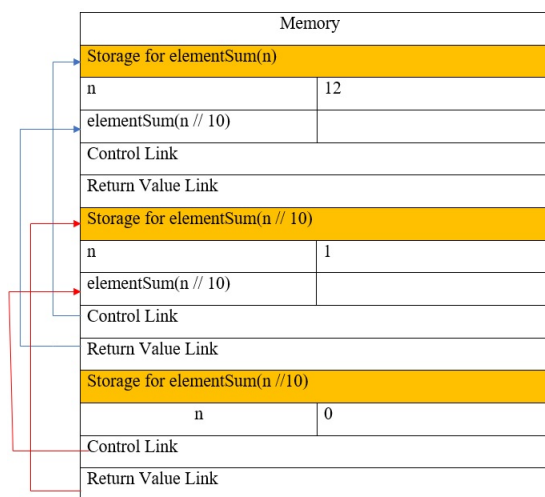 Memory
Storage for elementSum(n)
n 12
elementSum(n // 10)
Control Link
Return Value Link
Storage for elementSum(n // 10)
n 1
elementSum(n // 10)
Control Link
Return Value Link
Storage for elementSum(n //10)
n 0
Control Link
Return Value Link